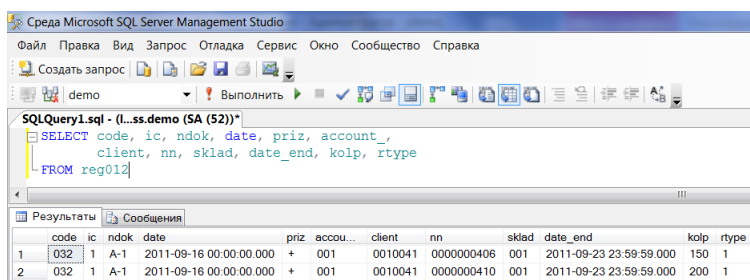 Среда Microsoft SQL Server Management Studio
Файл Правка Вид Запрос Отладка Сервис Окно Сообщество Справка
Создать запрос
demo Выполнить
SQLQuery1.sql - (l...ss.demo (SA (52))*
SELECT code, ic, ndok, date, priz, account_,
client, nn, sklad, date_end, kolp, rtype
FROM reg012
Результаты Сообщения
code ic ndok date priz accou... client nn sklad date_end kolp rtype
1 032 1 A-1 2011-09-16 00:00:00.000 + 001 0010041 0000000406 001 2011-09-23 23:59:59.000 150 1
2 032 1 A-1 2011-09-16 00:00:00.000 + 001 0010041 0000000410 001 2011-09-23 23:59:59.000 200 1